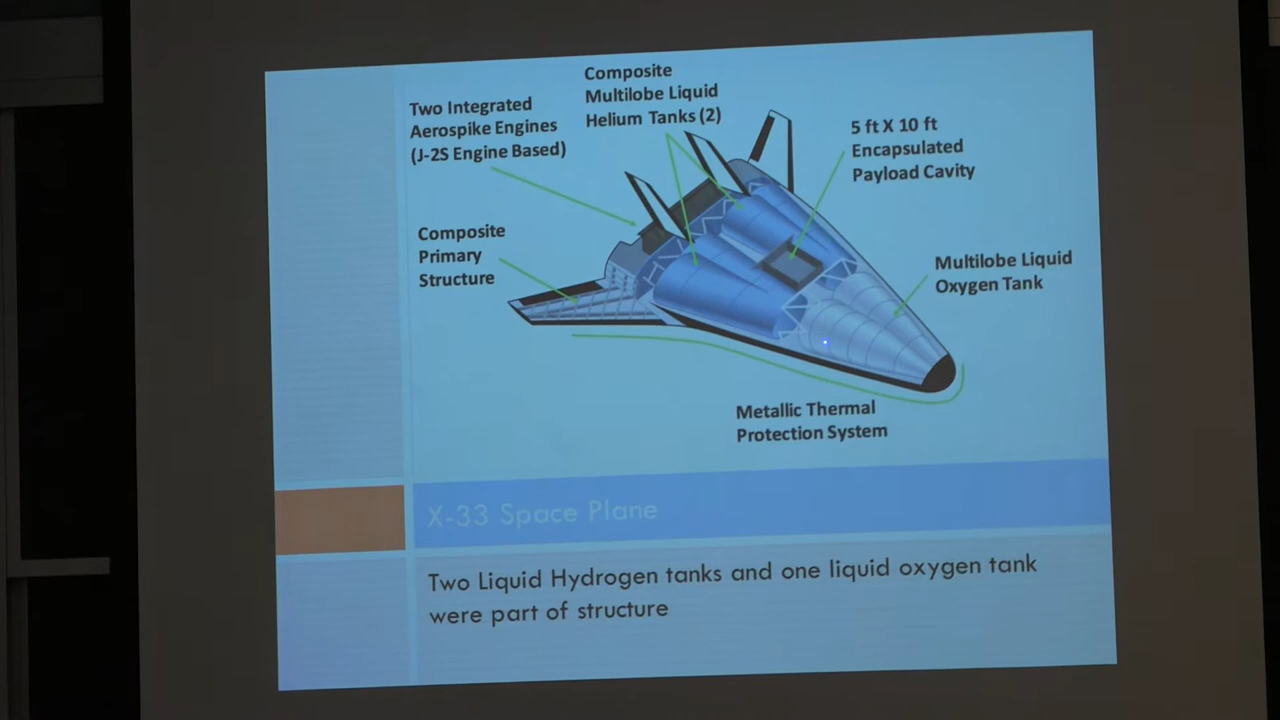 Composite
Multilobe Liquid
Helium Tanks (2)
Two Integrated
Aerospike Engines
(J-2S Engine Based)
5 ft X 10 ft
Encapsulated
Payload Cavity
Composite
Primary
Structure
Multilobe Liquid
Oxygen Tank
Metallic Thermal
Protection System
X-33 Space Plane
Two Liquid Hydrogen tanks and one liquid oxygen tank
were part of structure